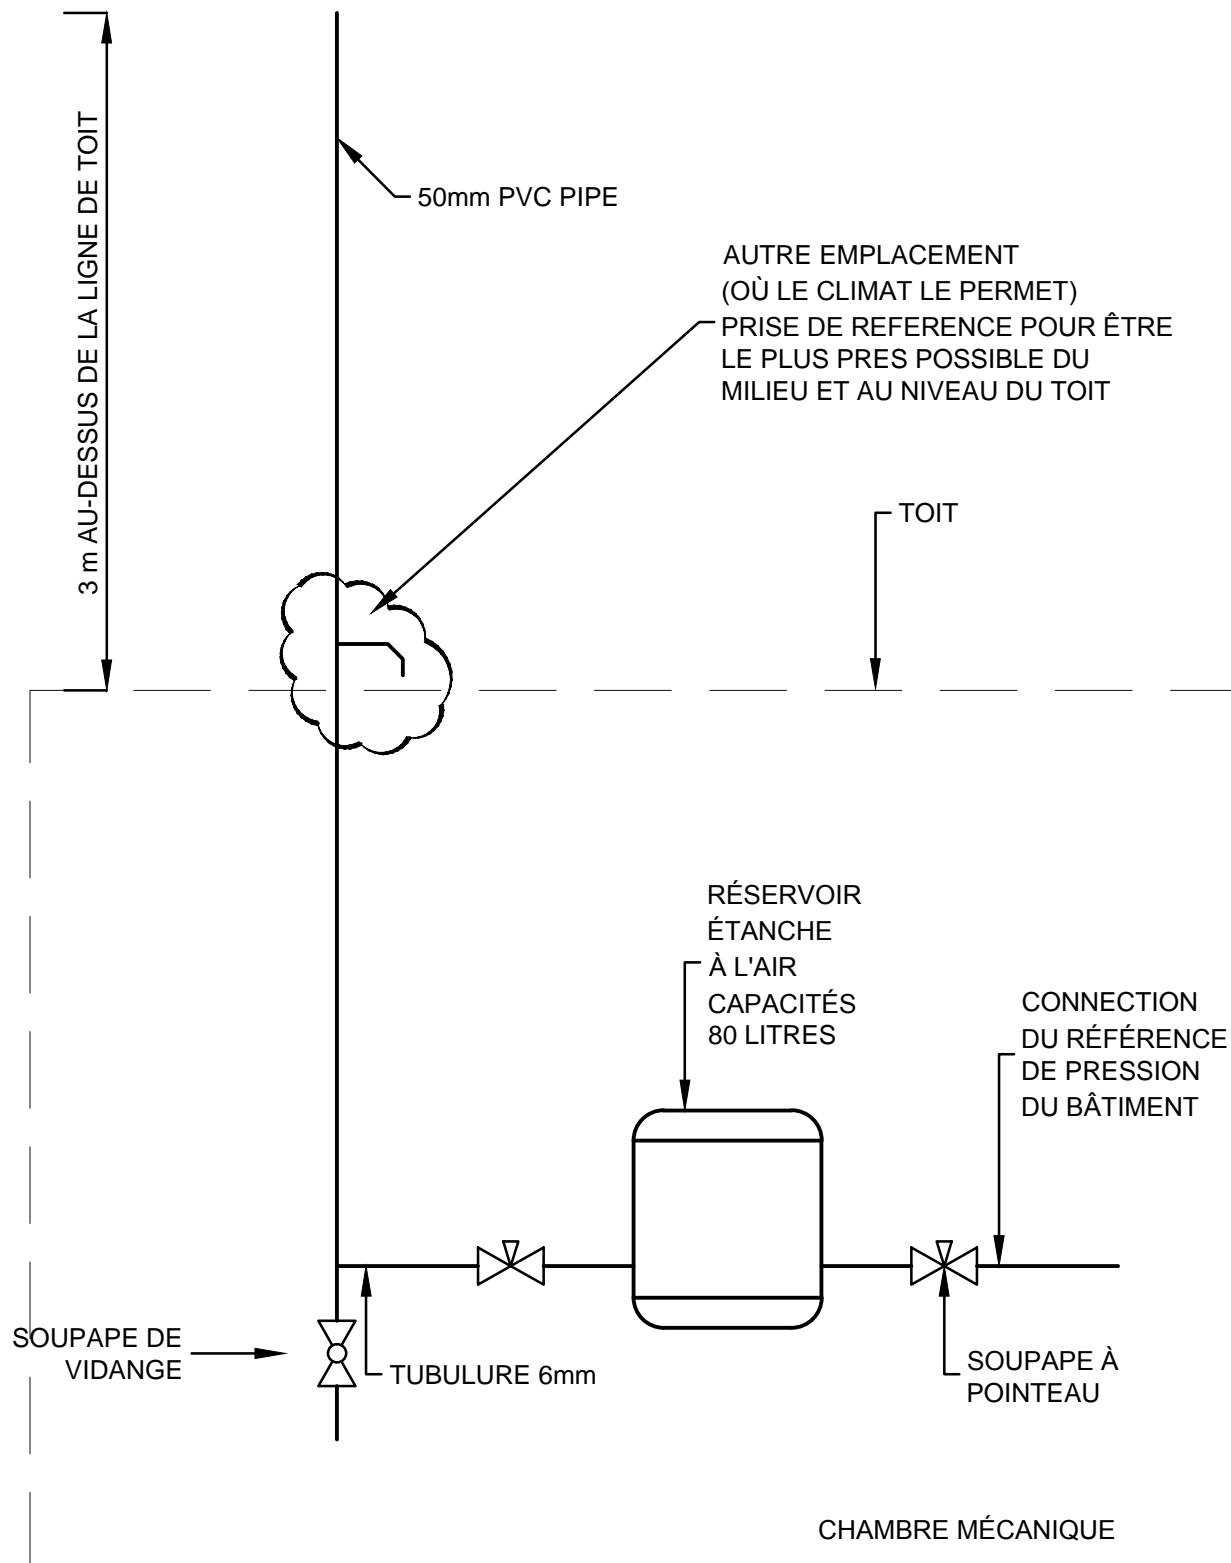 3 m AU-DESSUS DE LA LIGNE DE TOIT
50mm PVC PIPE
AUTRE EMPLACEMENT
(OÙ LE CLIMAT LE PERMET)
PRISE DE REFERENCE POUR ÊTRE
LE PLUS PRES POSSIBLE DU
MILIEU ET AU NIVEAU DU TOIT
TOIT
RÉSERVOIR
ÉTANCHE
À L'AIR
CAPACITÉS
80 LITRES
CONNECTION
DU RÉFÉRENCE
DE PRESSION
DU BÂTIMENT
SOUPAPE DE
VIDANGE
TUBULURE 6mm
SOUPAPE À
POINTEAU
CHAMBRE MÉCANIQUE